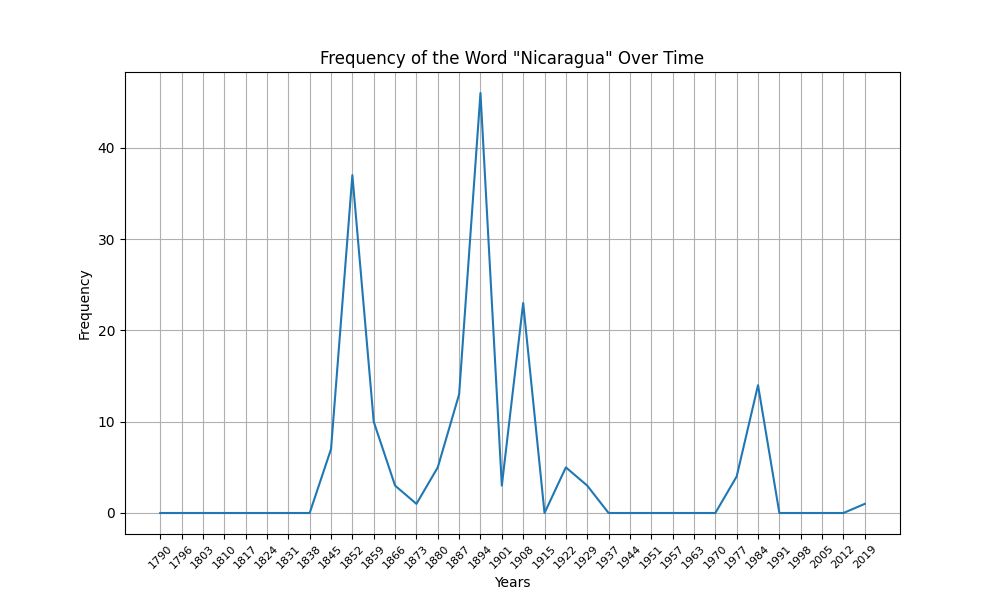 Frequency of the Word "Nicaragua" Over Time
Frequency
40
30
20
10
0
1790 1796 1803 1810 1817 1824 1831 1838 1845 1852 1859 1866 1873 1880 1887 1894 1901 1908 1915 1922 1929 1937 1944 1951 1957 1963 1970 1977 1984 1991 1998 2005 2012 2019
Years